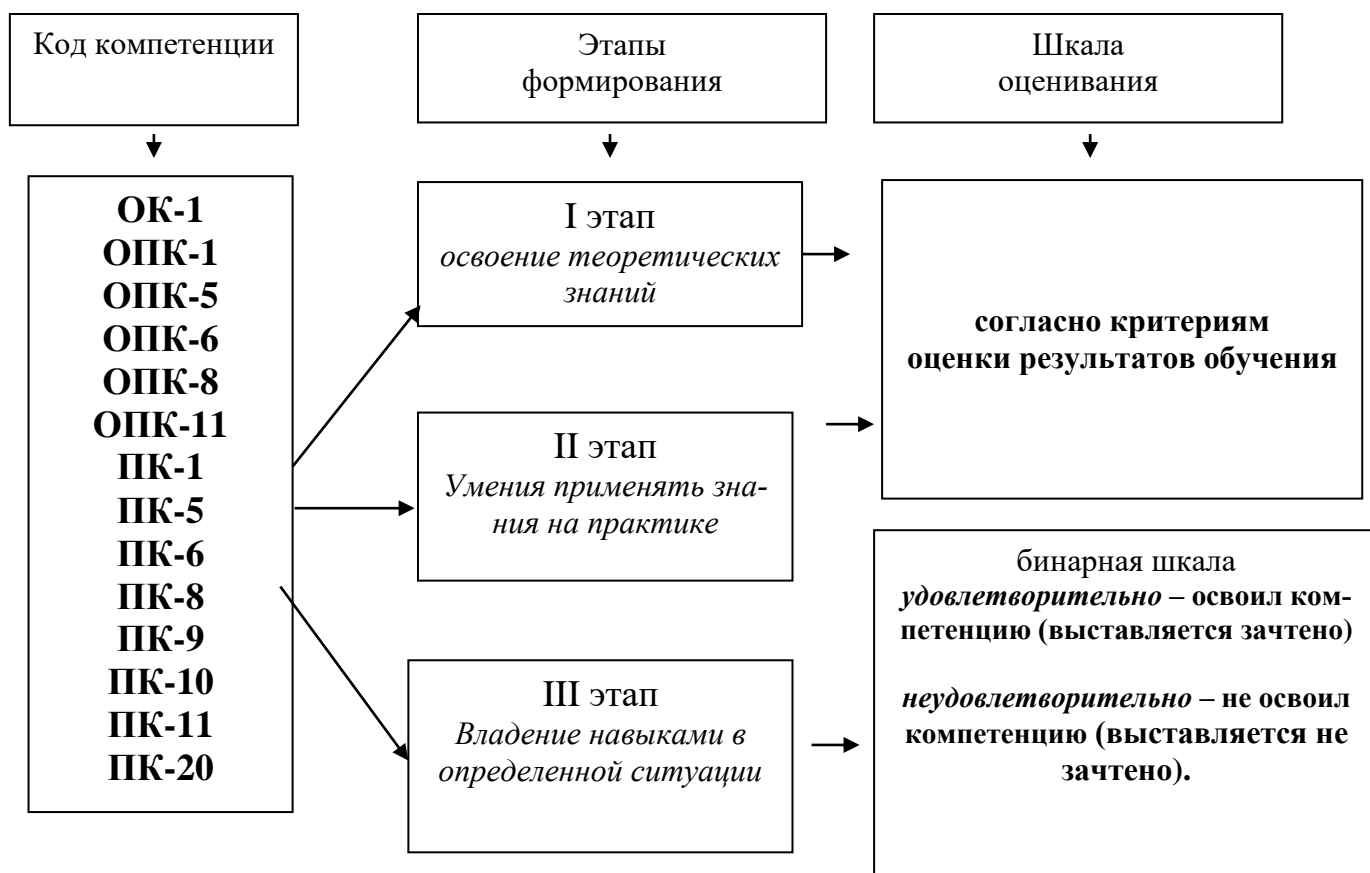 Код компетенции
Этапы
формирования
Шкала
оценивания
ОК-1
ОПК-1
ОПК-5
ОПК-6
ОПК-8
ОПК-11
ПК-1
ПК-5
ПК-6
ПК-8
ПК-9
ПК-10
ПК-11
ПК-20
I этап
освоение теоретических
знаний
II этап
Умения применять зна-
ния на практике
III этап
Владение навыками в
определенной ситуации
согласно критериям
оценки результатов обучения
бинарная шкала
удовлетворительно – освоил ком-
петенцию (выставляется зачтено)
неудовлетворительно – не освоил
компетенцию (выставляется не
зачтено).